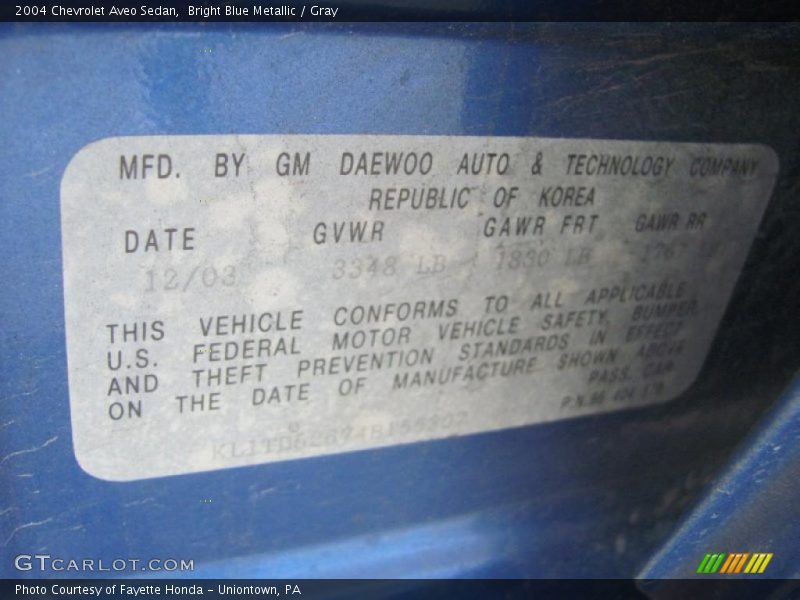 2004 Chevrolet Aveo Sedan,  Bright Blue Metallic / Gray
MFD. BY GM DAEWOO AUTO & TECHNOLOGY COMPANY
REPUBLIC OF KOREA
DATE GVWR GAWR FRT GAWR RR
12/03 3348 LB 1830 LB 1767
THIS VEHICLE CONFORMS TO ALL APPLICABLE
U.S. FEDERAL MOTOR VEHICLE SAFETY, BUMPER,
AND THEFT PREVENTION STANDARDS IN EFFECT
ON THE DATE OF MANUFACTURE SHOWN ABOVE
PASS. CAR
P/N
GTCARLOT.COM
Photo Courtesy of Fayette Honda - Uniontown, PA